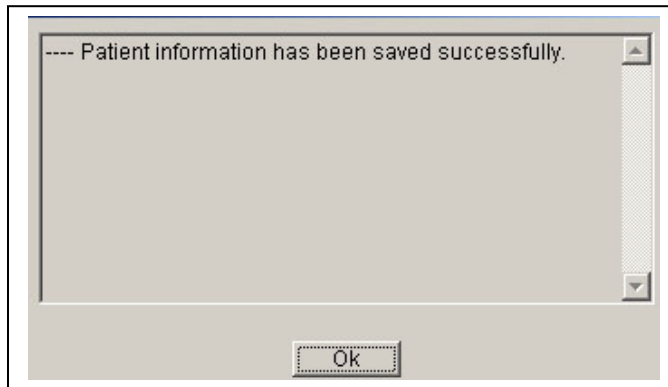 ---- Patient information has been saved successfully.
Ok